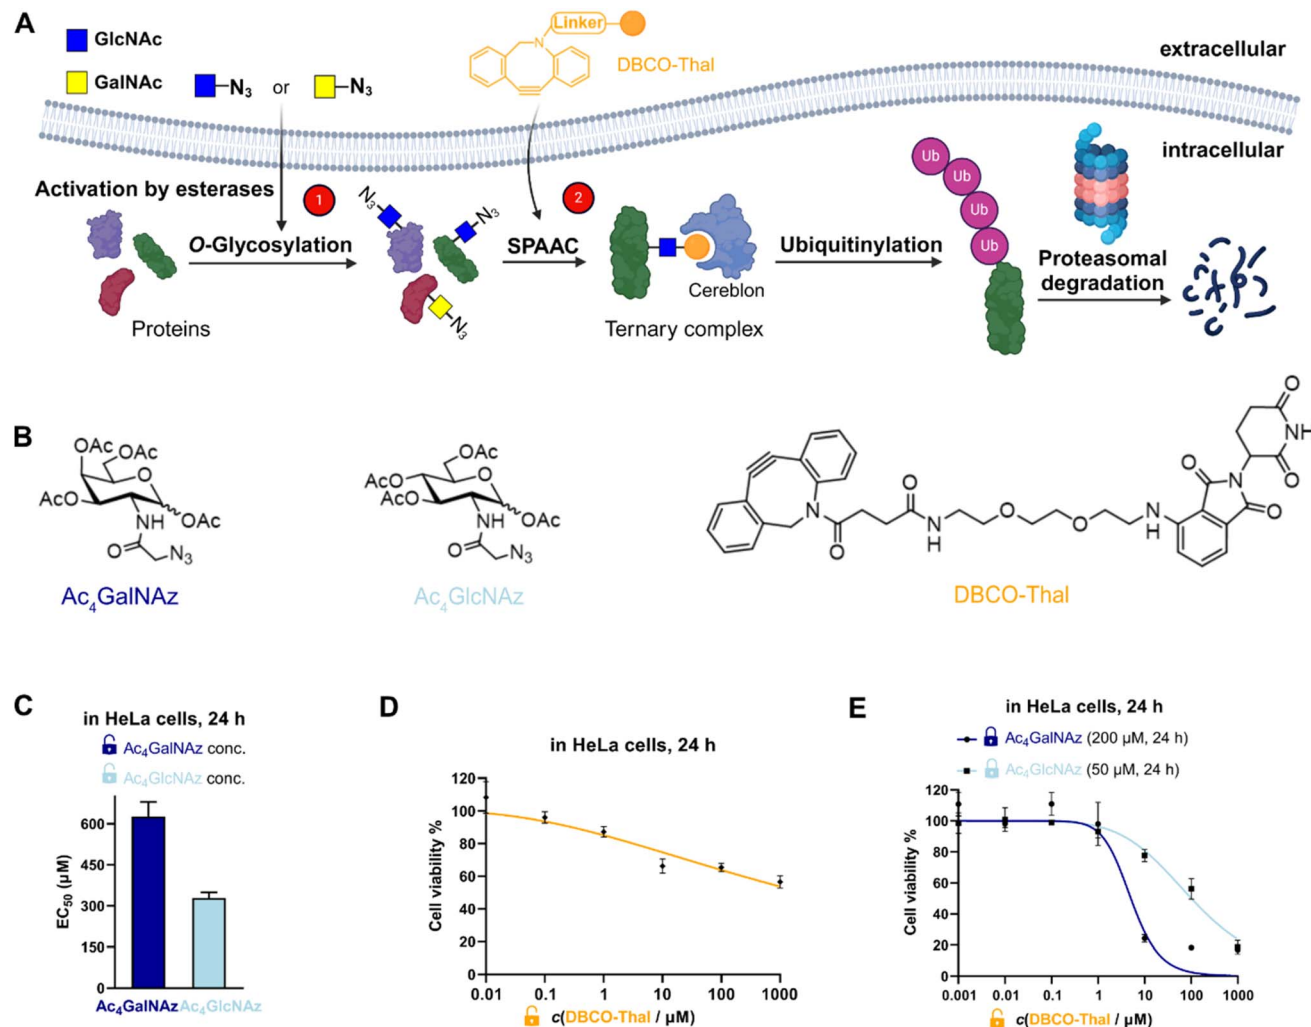 A
GlcNAc
GalNAc
N3 or N3
Linker
N
DBCO-Thal
extracellular
intracellular
Activation by esterases
1
O-Glycosylation
Proteins
N3
N3
N3
2
SPAAC
Cereblon
Ternary complex
Ubiquitinylation
Ub
Ub
Ub
Ub
Proteasomal
degradation
B
OAc
OAc
O
AcO
NH
OAc
O
N3
Ac4GalNAz
OAc
AcO
O
AcO
NH
OAc
O
N3
Ac4GlcNAz
N
O
O
N
H
O
O
H
N
O
N
O
O
NH
O
DBCO-Thal
C
in HeLa cells, 24 h
Ac4GalNAz conc.
Ac4GlcNAz conc.
EC50 (µM)
600
450
300
150
0
Ac4GalNAz Ac4GlcNAz
D
in HeLa cells, 24 h
Cell viability %
120
100
80
60
40
20
0
0.01 0.1 1 10 100 1000
c(DBCO-Thal / µM)
E
in HeLa cells, 24 h
Ac4GalNAz (200 µM, 24 h)
Ac4GlcNAz (50 µM, 24 h)
Cell viability %
120
100
80
60
40
20
0
0.001 0.01 0.1 1 10 100 1000
c(DBCO-Thal / µM)